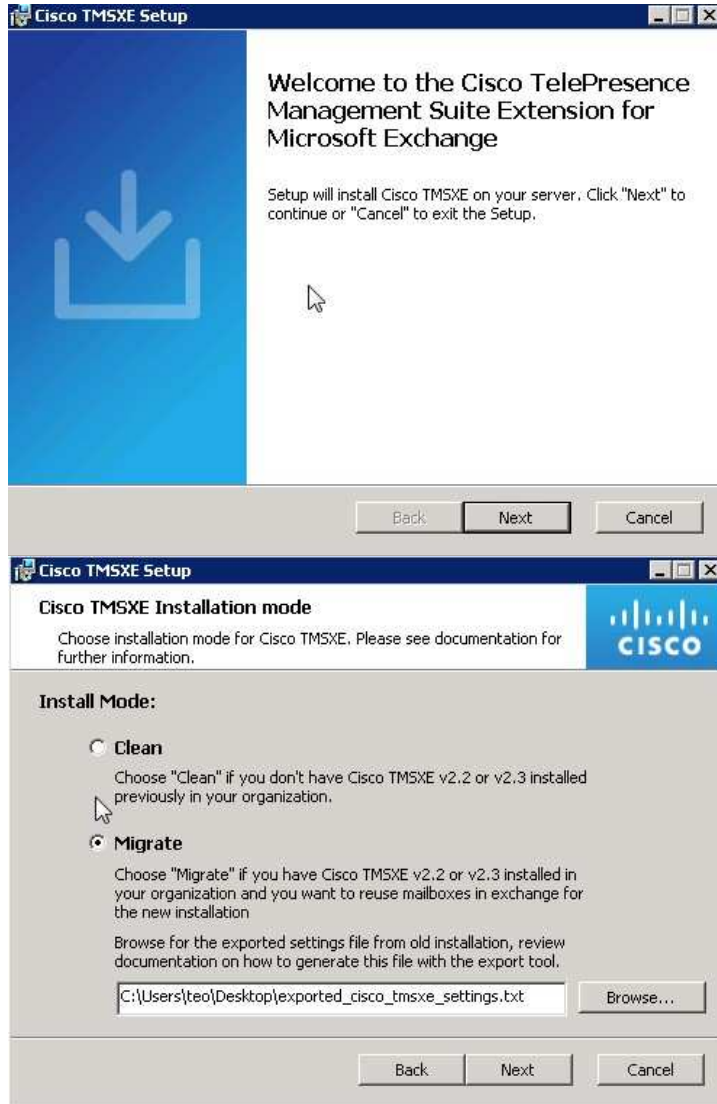 Cisco TMSXE Setup
Welcome to the Cisco TelePresence
Management Suite Extension for
Microsoft Exchange
Setup will install Cisco TMSXE on your server. Click "Next" to
continue or "Cancel" to exit the Setup.
Back
Next
Cancel
Cisco TMSXE Setup
Cisco TMSXE Installation mode
Choose installation mode for Cisco TMSXE. Please see documentation for
further information.
CISCO
Install Mode:
Clean
Choose "Clean" if you don't have Cisco TMSXE v2.2 or v2.3 installed
previously in your organization.
Migrate
Choose "Migrate" if you have Cisco TMSXE v2.2 or v2.3 installed in
your organization and you want to reuse mailboxes in exchange for
the new installation
Browse for the exported settings file from old installation, review
documentation on how to generate this file with the export tool.
C:\Users\teo\Desktop\exported_cisco_tmsxe_settings.txt
Browse...
Back
Next
Cancel